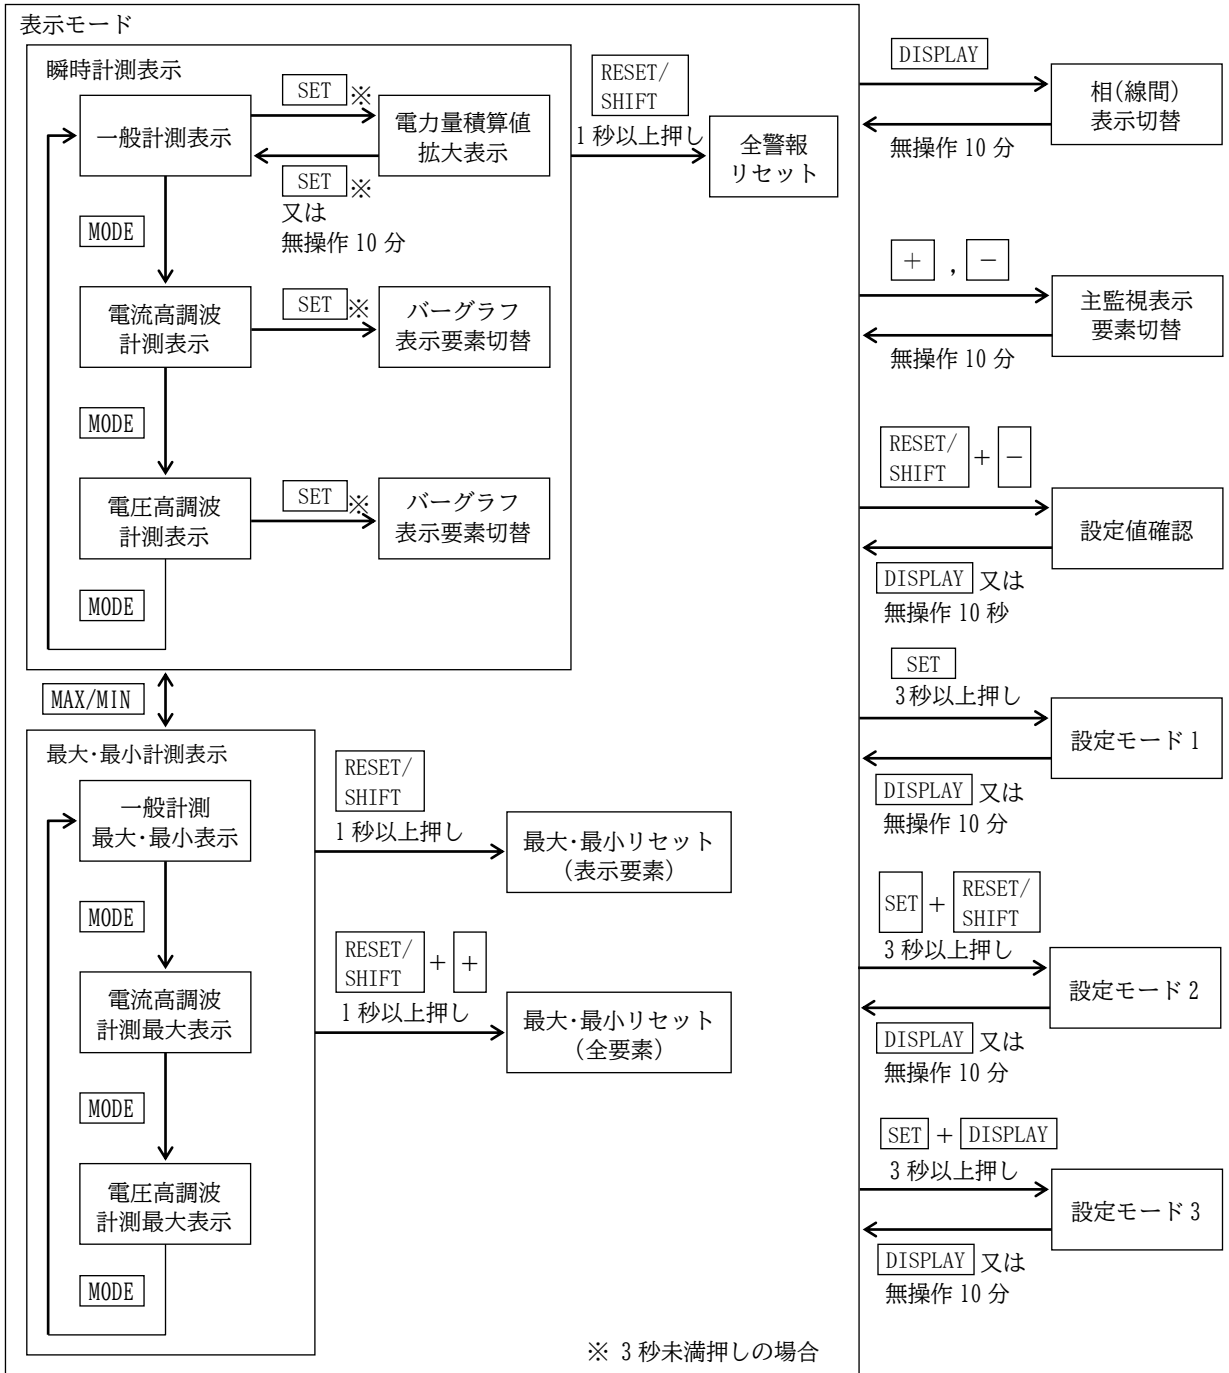 表示モード
瞬時計測表示
一般計測表示
SET ※
電力量積算値
拡大表示
SET ※
又は
無操作 10 分
RESET/
SHIFT
1 秒以上押し
全警報
リセット
MODE
電流高調波
計測表示
SET ※
バーグラフ
表示要素切替
MODE
電圧高調波
計測表示
SET ※
バーグラフ
表示要素切替
MODE
MAX/MIN
最大・最小計測表示
一般計測
最大・最小表示
RESET/
SHIFT
1 秒以上押し
最大・最小リセット
(表示要素)
MODE
RESET/
SHIFT
+ +
1 秒以上押し
最大・最小リセット
(全要素)
電流高調波
計測最大表示
MODE
電圧高調波
計測最大表示
MODE
※ 3 秒未満押しの場合
DISPLAY
相(線間)
表示切替
無操作 10 分
+ , −
主監視表示
要素切替
無操作 10 分
RESET/
SHIFT
+ −
設定値確認
DISPLAY 又は
無操作 10 秒
SET
3秒以上押し
設定モード 1
DISPLAY 又は
無操作 10 分
SET + RESET/
SHIFT
3 秒以上押し
設定モード 2
DISPLAY 又は
無操作 10 分
SET + DISPLAY
3 秒以上押し
設定モード 3
DISPLAY 又は
無操作 10 分